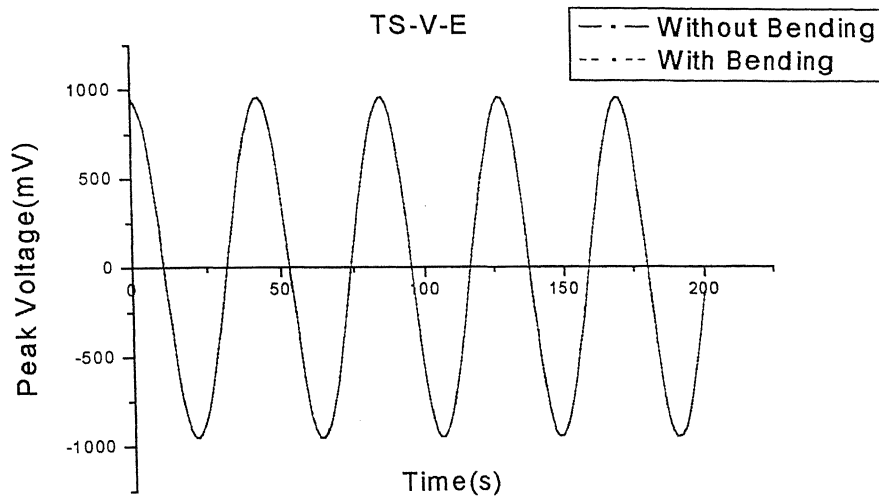 TS-V-E
Without Bending
With Bending
Peak Voltage(mV)
1000
500
0
-500
-1000
0
50
100
150
200
Time(s)